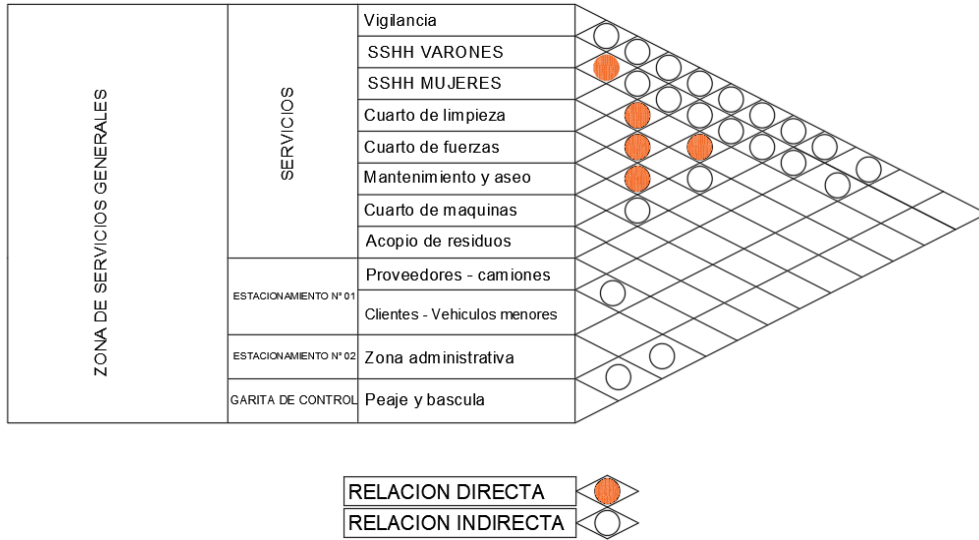 ZONA DE SERVICIOS GENERALES
SERVICIOS
Vigilancia
SSHH VARONES
SSHH MUJERES
Cuarto de limpieza
Cuarto de fuerzas
Mantenimiento y aseo
Cuarto de maquinas
Acopio de residuos
ESTACIONAMIENTO N° 01
Proveedores - camiones
Clientes - Vehiculos menores
ESTACIONAMIENTO N° 02
Zona administrativa
GARITA DE CONTROL
Peaje y bascula
RELACION DIRECTA
RELACION INDIRECTA